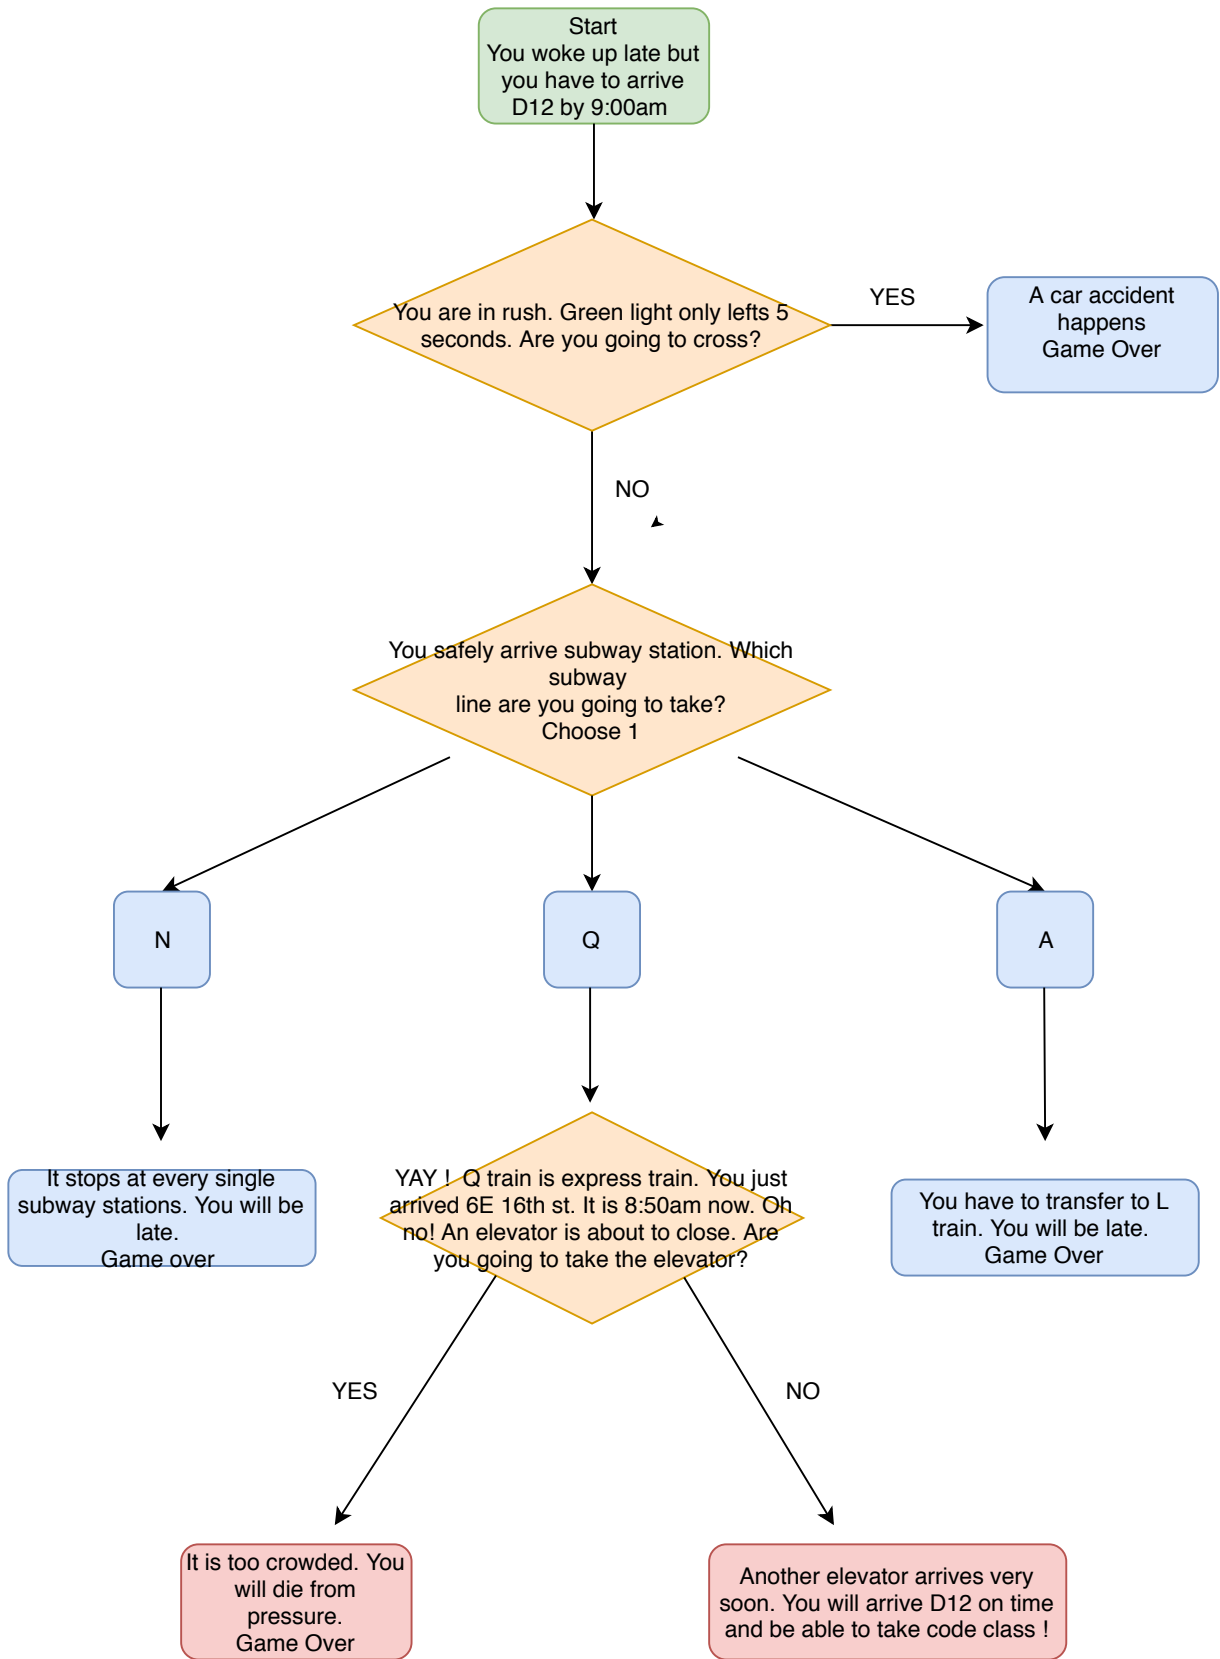 Start
You woke up late but
you have to arrive
D12 by 9:00am
You are in rush. Green light only lefts 5
seconds. Are you going to cross?
YES
A car accident
happens
Game Over
NO
You safely arrive subway station. Which
subway
line are you going to take?
Choose 1
N
Q
A
It stops at every single
subway stations. You will be
late.
Game over
YAY !  Q train is express train. You just
arrived 6E 16th st. It is 8:50am now. Oh
no! An elevator is about to close. Are
you going to take the elevator?
You have to transfer to L
train. You will be late.
Game Over
YES
NO
It is too crowded. You
will die from
pressure.
Game Over
Another elevator arrives very
soon. You will arrive D12 on time
and be able to take code class !